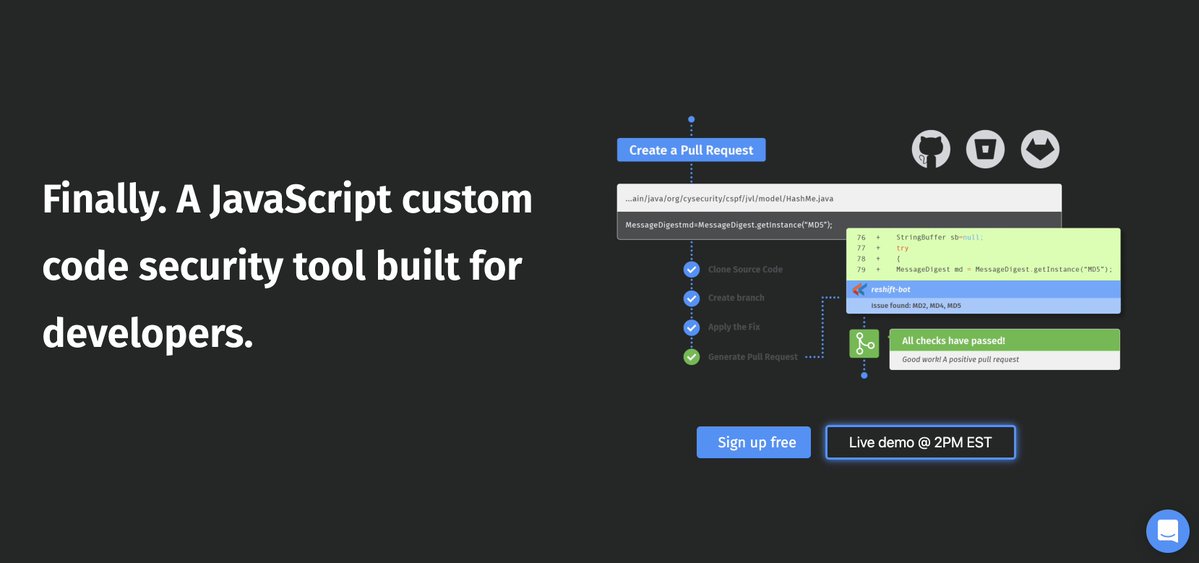 Finally. A JavaScript custom
code security tool built for
developers.
Create a Pull Request
...ain/java/org/cysecurity/cspf/jvl/model/HashMe.java
MessageDigestmd=MessageDigest.getInstance(“MD5”);
76 + StringBuffer sb=null;
77 + try
78 + {
79 + MessageDigest md = MessageDigest.getInstance(“MD5”);
reshift-bot
Issue found: MD2, MD4, MD5
Clone Source Code
Create branch
Apply the Fix
Generate Pull Request
All checks have passed!
Good work! A positive pull request
Sign up free
Live demo @ 2PM EST